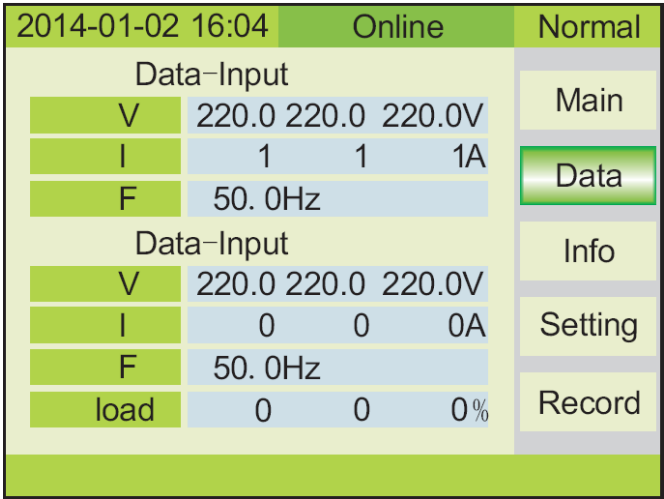 2014-01-02 16:04 Online Normal
Data-Input
V 220.0 220.0 220.0V
I 1 1 1A
F 50. 0Hz
Data-Input
V 220.0 220.0 220.0V
I 0 0 0A
F 50. 0Hz
load 0 0 0%
Main
Data
Info
Setting
Record